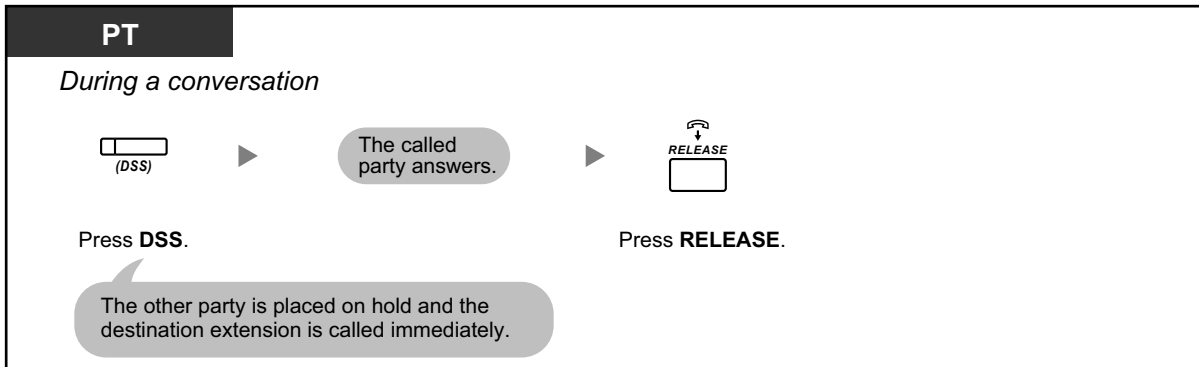 PT
During a conversation
(DSS)
The called
party answers.
RELEASE
Press DSS.
Press RELEASE.
The other party is placed on hold and the
destination extension is called immediately.